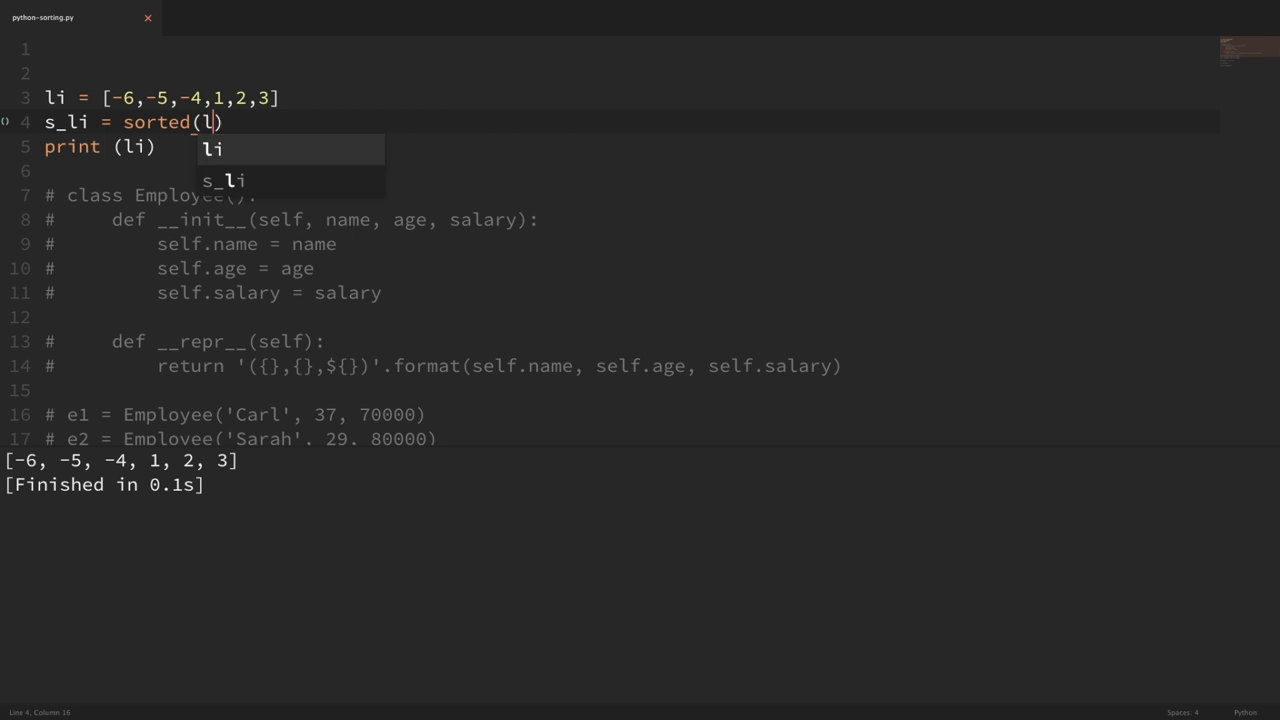 python-sorting.py ×
1
2
3 li = [-6,-5,-4,1,2,3]
() 4 s_li = sorted(l)
li
5 print (li)
s_li
6
7 # class Employee():
8 #     def __init__(self, name, age, salary):
9 #         self.name = name
10 #         self.age = age
11 #         self.salary = salary
12
13 #     def __repr__(self):
14 #         return '({},{},${})'.format(self.name, self.age, self.salary)
15
16 # e1 = Employee('Carl', 37, 70000)
17 # e2 = Employee('Sarah', 29, 80000)
[-6, -5, -4, 1, 2, 3]
[Finished in 0.1s]
Line 4, Column 16 Spaces: 4 Python